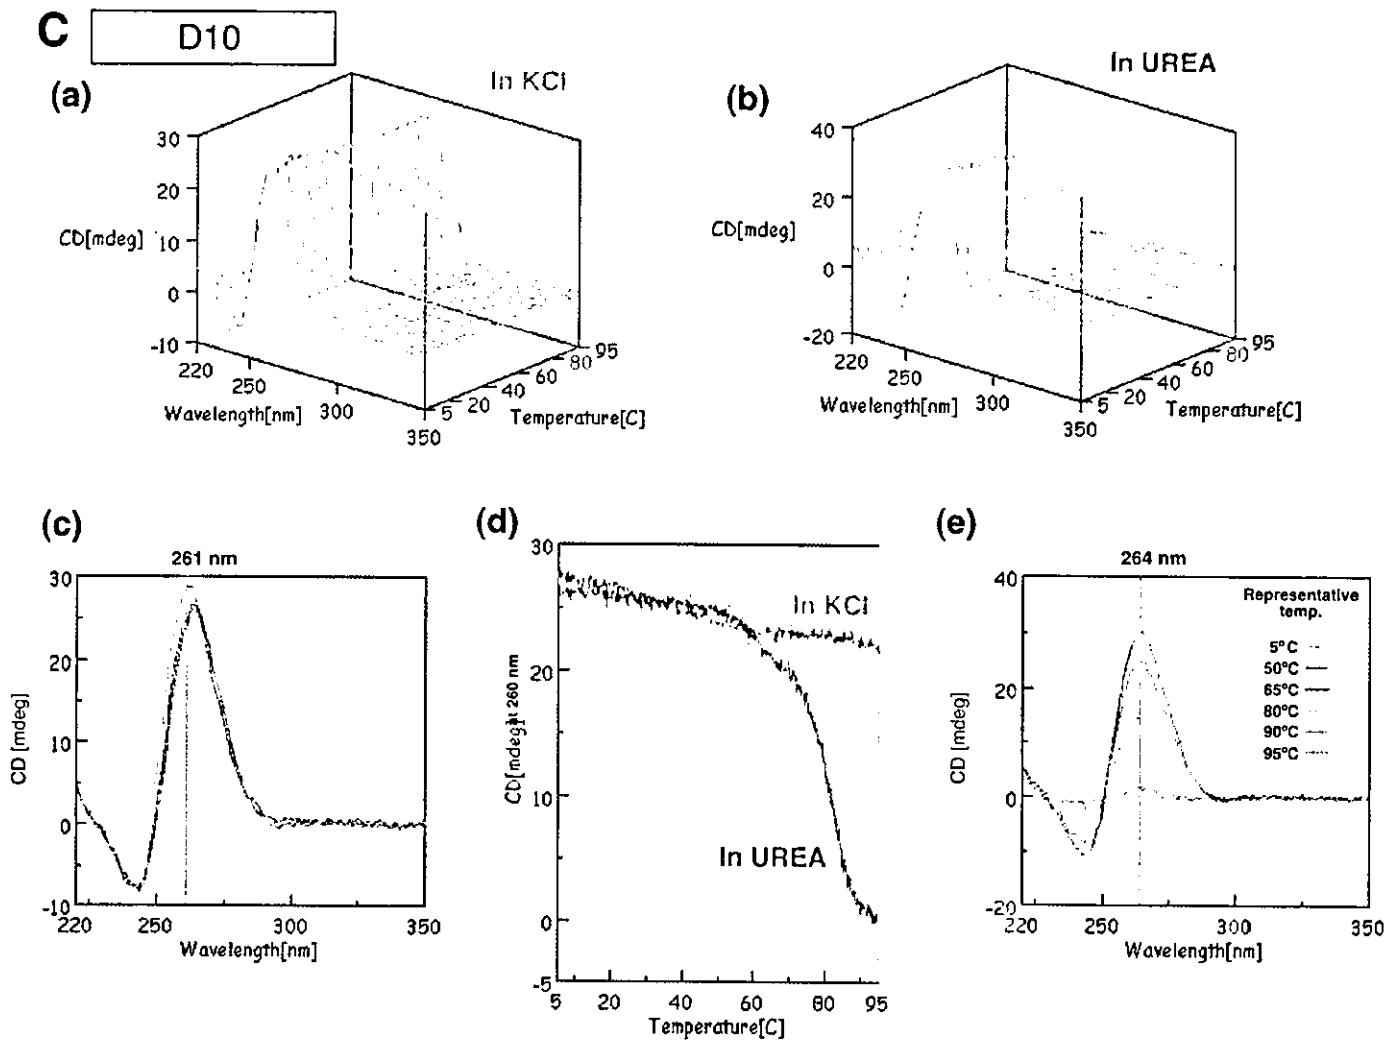 C
D10
(a)
In KCl
30
20
CD[mdeg]
10
0
-10
220
250
300
350
Wavelength[nm]
5
20
40
60
80
95
Temperature[C]
(b)
In UREA
40
20
CD[mdeg]
0
-20
220
250
300
350
Wavelength[nm]
5
20
40
60
80
95
Temperature[C]
(c)
261 nm
30
20
10
0
-10
CD [mdeg]
220
250
300
350
Wavelength[nm]
(d)
30
20
10
0
-5
CD[mdeg] 260 nm
In KCl
In UREA
5
20
40
60
80
95
Temperature[C]
(e)
264 nm
40
20
0
-20
CD [mdeg]
Representative
temp.
5°C
50°C
65°C
80°C
90°C
95°C
220
250
300
350
Wavelength[nm]